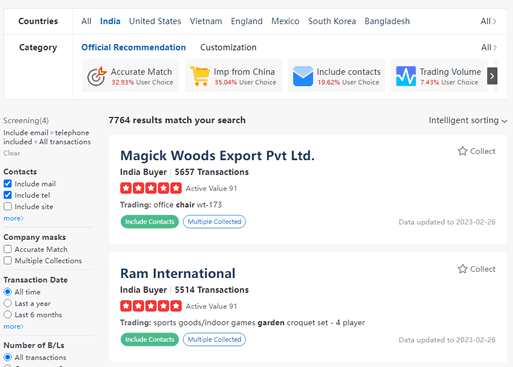 Countries All India United States Vietnam England Mexico South Korea Bangladesh All >
Category Official Recommendation Customization All >
Accurate Match Imp from China Include contacts Trading Volume
32.93% User Choice 35.04% User Choice 19.62% User Choice 7.43% User Choice
Screening(4) 7764 results match your search Intelligent sorting
Include email telephone
included All transactions
Clear
Contacts
Include mail
Include tel
Include site
more>
Company masks
Accurate Match
Multiple Collections
Transaction Date
All time
Last a year
Last 6 months
more>
Number of B/Ls
All transactions
Magick Woods Export Pvt Ltd. Collect
India Buyer | 5657 Transactions
Active Value 91
Trading: office chair wt-173
Include Contacts Multiple Collected Data updated to 2023-02-26
Ram International Collect
India Buyer | 5514 Transactions
Active Value 91
Trading: sports goods/indoor games garden croquet set - 4 player
Include Contacts Multiple Collected Data updated to 2023-02-26